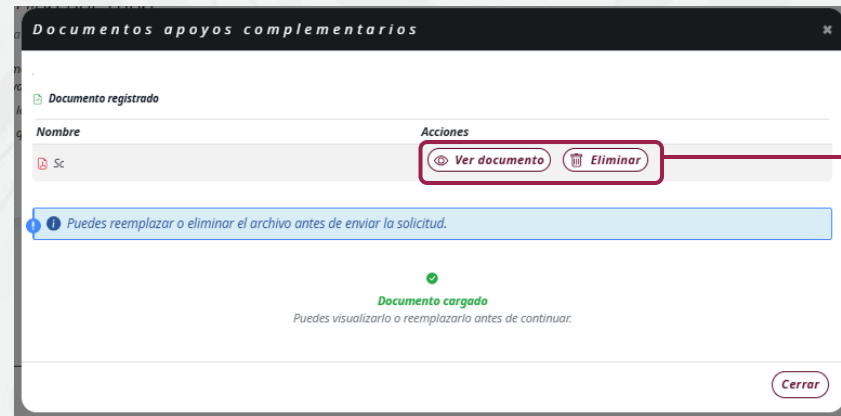 Documentos apoyos complementarios
Documento registrado
Nombre Acciones
Sc Ver documento Eliminar
Puedes reemplazar o eliminar el archivo antes de enviar la solicitud.
Documento cargado
Puedes visualizarlo o reemplazarlo antes de continuar.
Cerrar